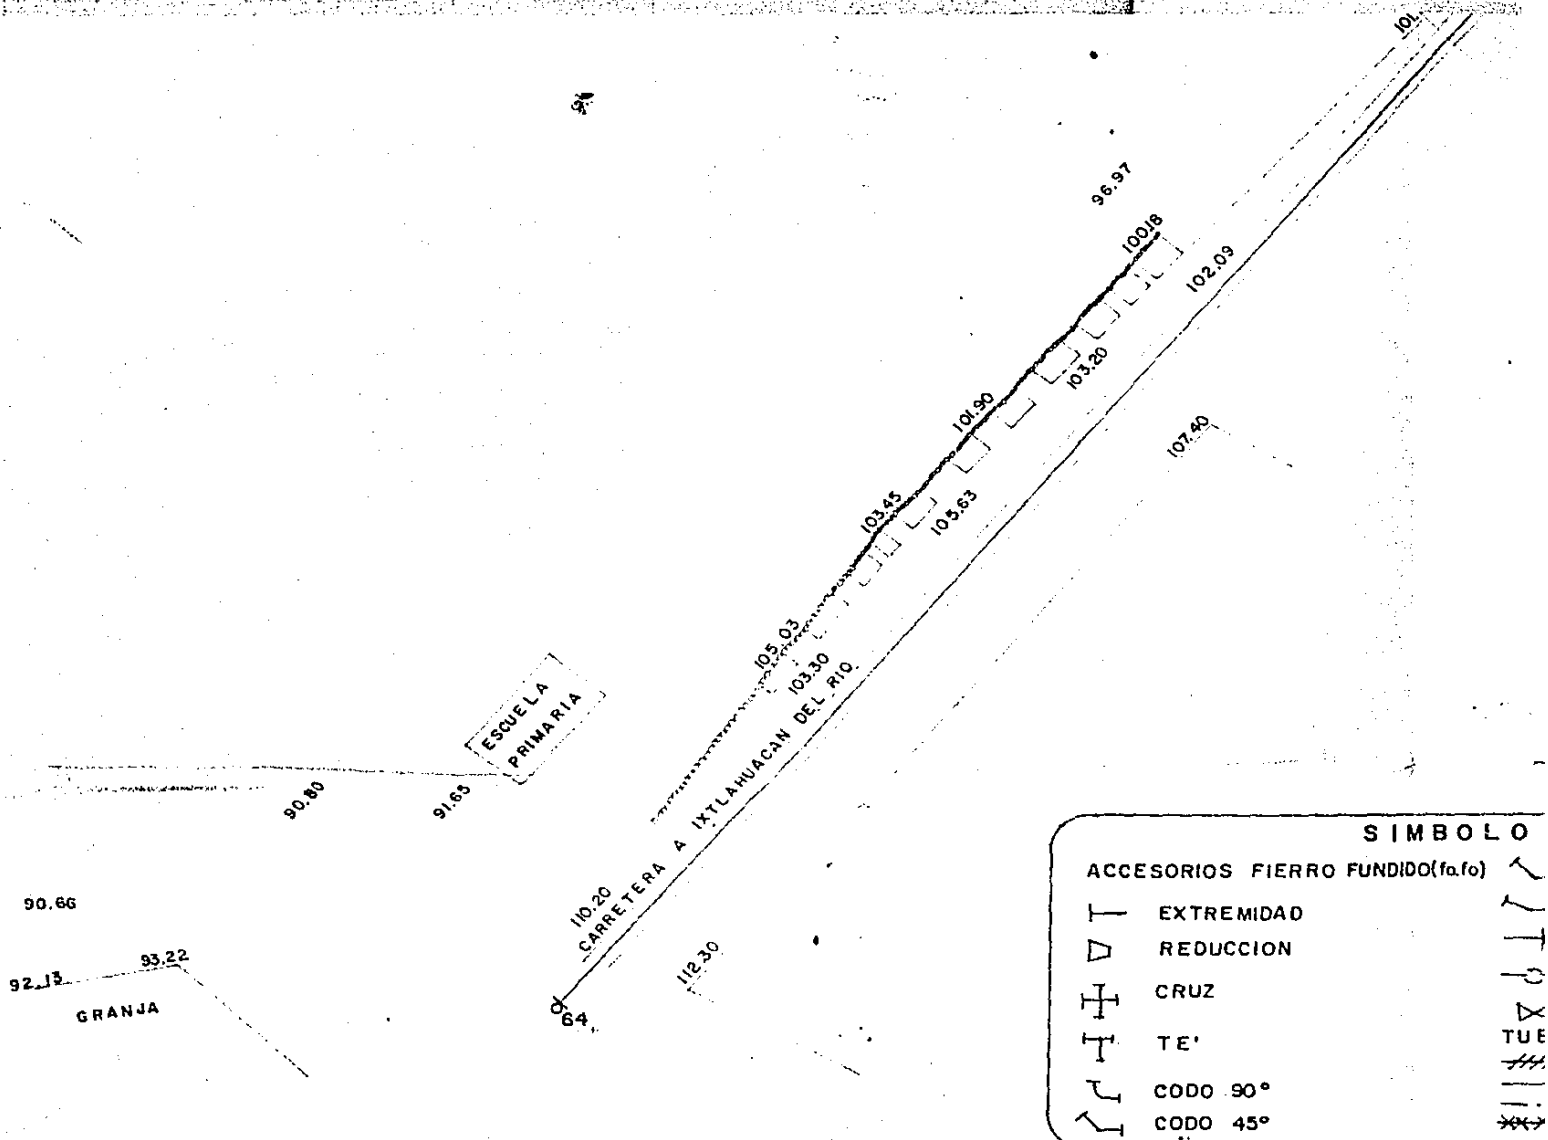 101.
96.97
100.18
102.09
103.20
101.90
107.40
103.45
105.63
105.03
103.30
ESCUELA
PRIMARIA
90.80
91.65
CARRETERA A IXTLAHUACAN DEL RIO
110.20
112.30
90.66
93.22
92.13
GRANJA
64
SIMBOLO
ACCESORIOS FIERRO FUNDIDO(fo.fo)
EXTREMIDAD
REDUCCION
CRUZ
TE'
TUB
CODO 90°
CODO 45°